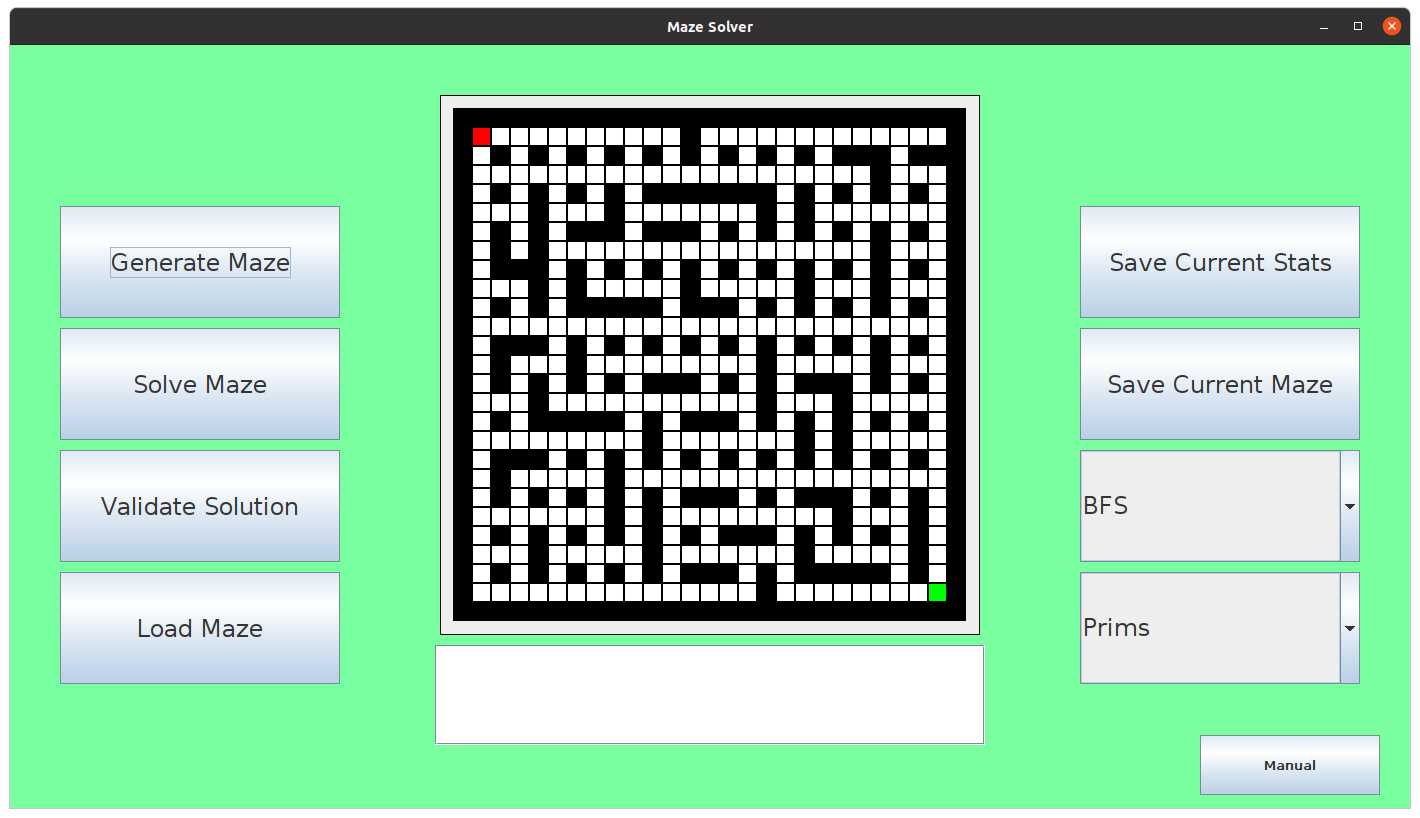 Maze Solver
Generate Maze
Solve Maze
Validate Solution
Load Maze
Save Current Stats
Save Current Maze
BFS
Prims
Manual